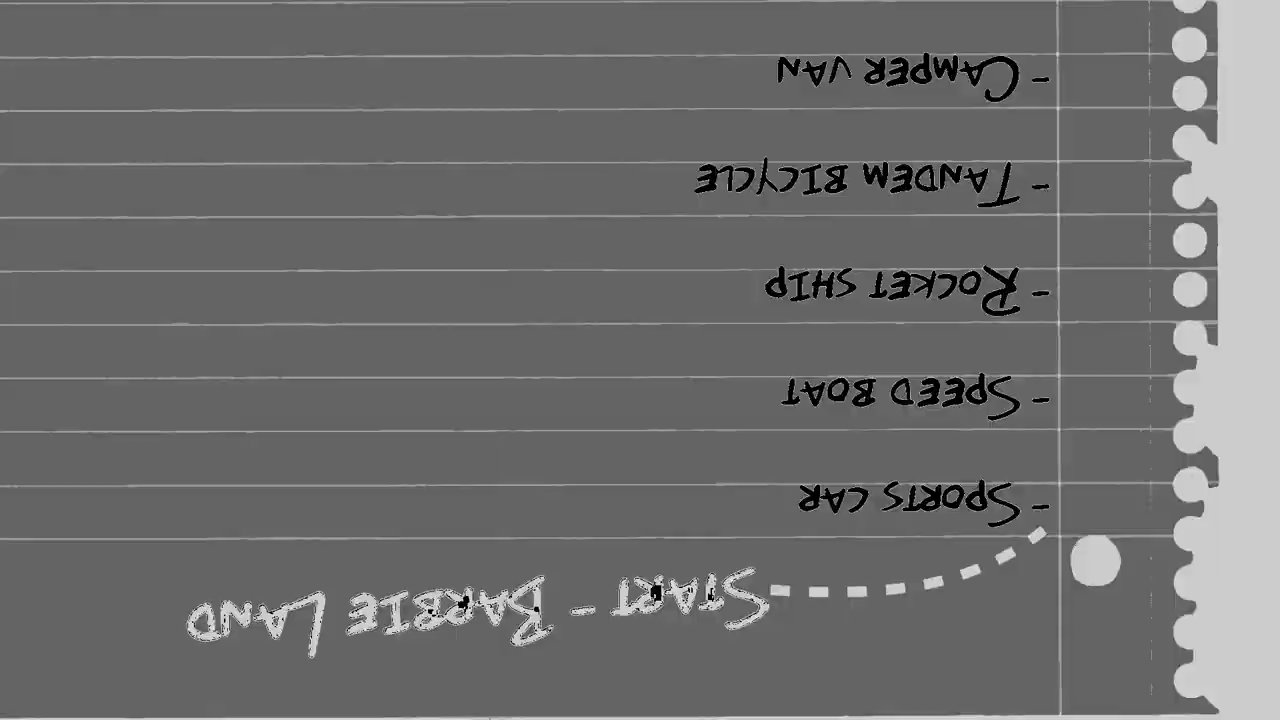 START - BARBIE LAND
- SPORTS CAR
- SPEED BOAT
- ROCKET SHIP
- TANDEM BICYCLE
- CAMPER VAN